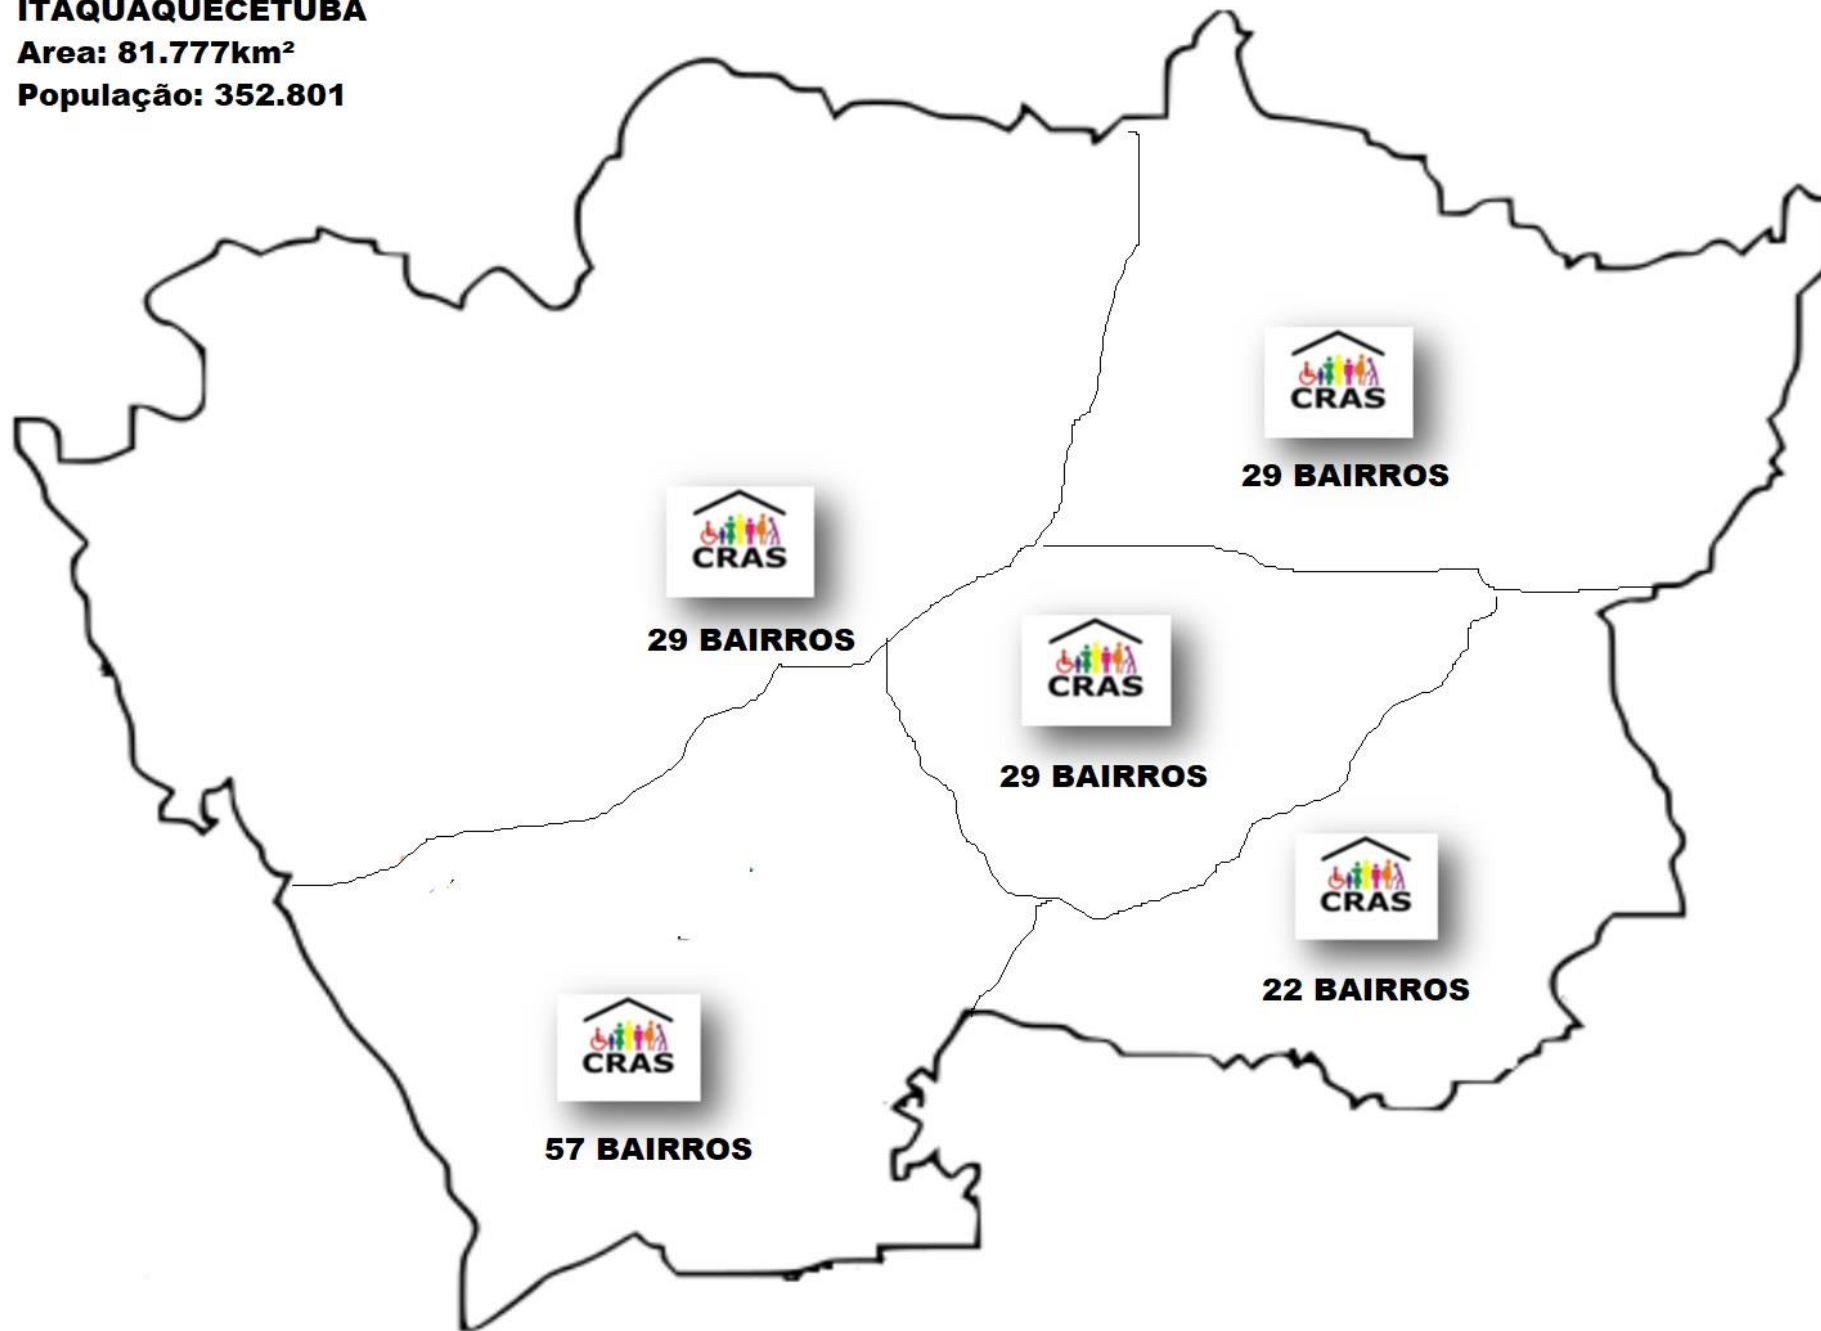 ITAQUAQUECETUBA
Area: 81.777km²
População: 352.801
CRAS
29 BAIRROS
CRAS
29 BAIRROS
CRAS
29 BAIRROS
CRAS
22 BAIRROS
CRAS
57 BAIRROS